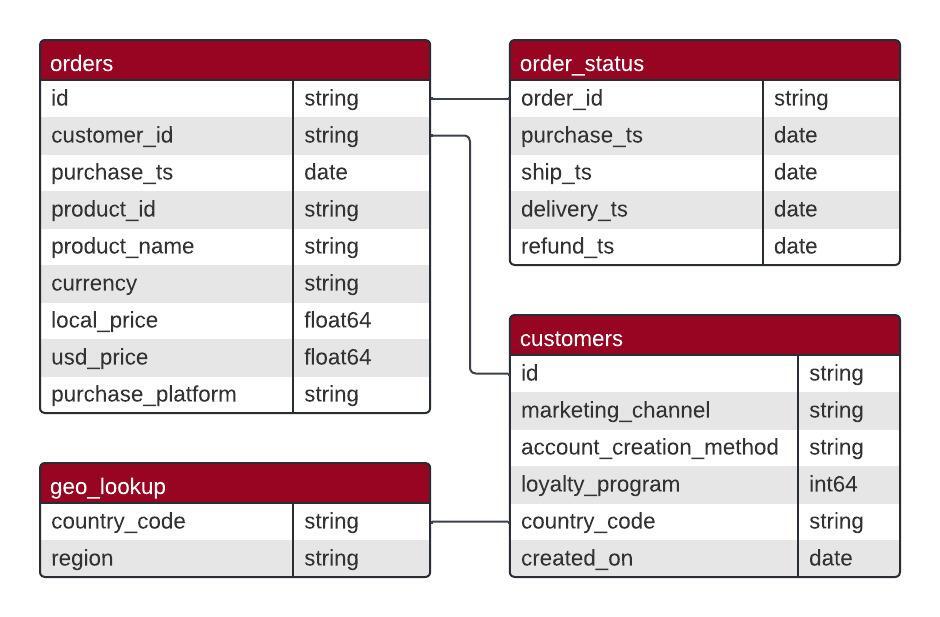 orders
id string
customer_id string
purchase_ts date
product_id string
product_name string
currency string
local_price float64
usd_price float64
purchase_platform string
order_status
order_id string
purchase_ts date
ship_ts date
delivery_ts date
refund_ts date
customers
id string
marketing_channel string
account_creation_method string
loyalty_program int64
country_code string
created_on date
geo_lookup
country_code string
region string